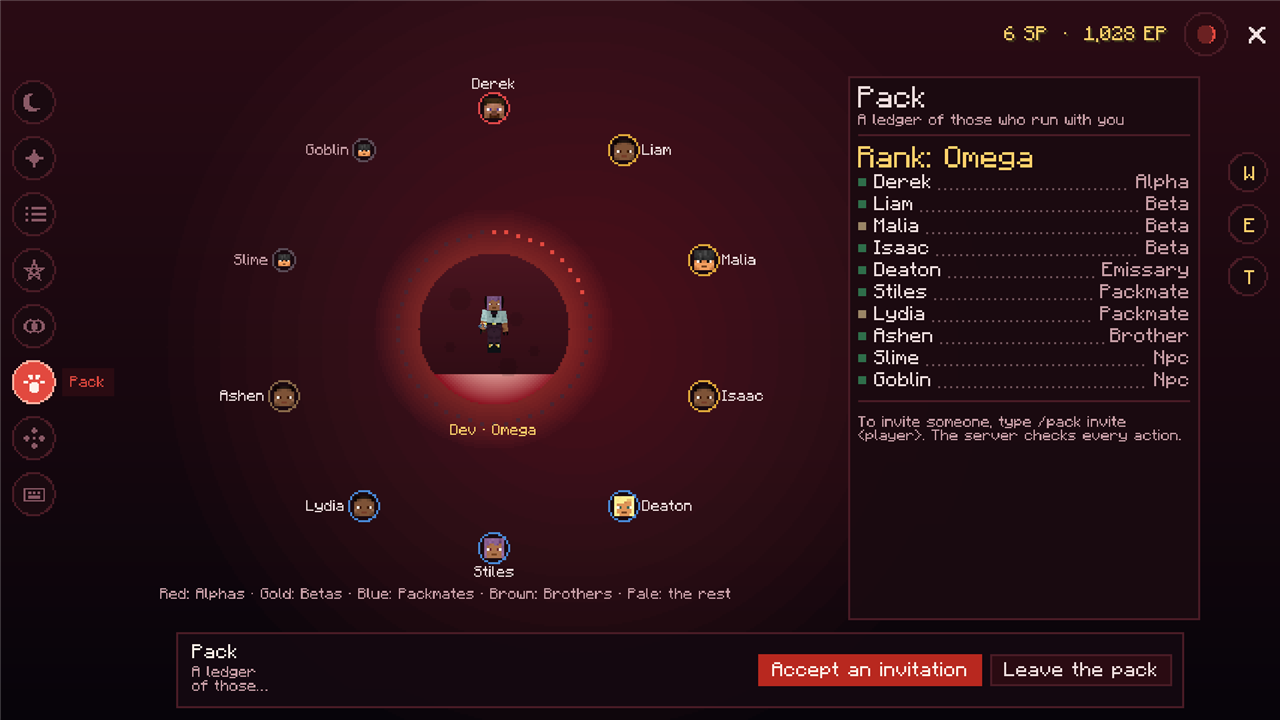 6 SP · 1,028 EP
Derek
Goblin
Liam
Slime
Malia
Ashen
Isaac
Dev · Omega
Lydia
Deaton
Stiles
Red: Alphas · Gold: Betas · Blue: Packmates · Brown: Brothers · Pale: the rest
Pack
Pack
A ledger of those who run with you
Rank: Omega
Derek Alpha
Liam Beta
Malia Beta
Isaac Beta
Deaton Emissary
Stiles Packmate
Lydia Packmate
Ashen Brother
Slime Npc
Goblin Npc
To invite someone, type /pack invite
<player>. The server checks every action.
W
E
T
Pack
A ledger
of those...
Accept an invitation
Leave the pack